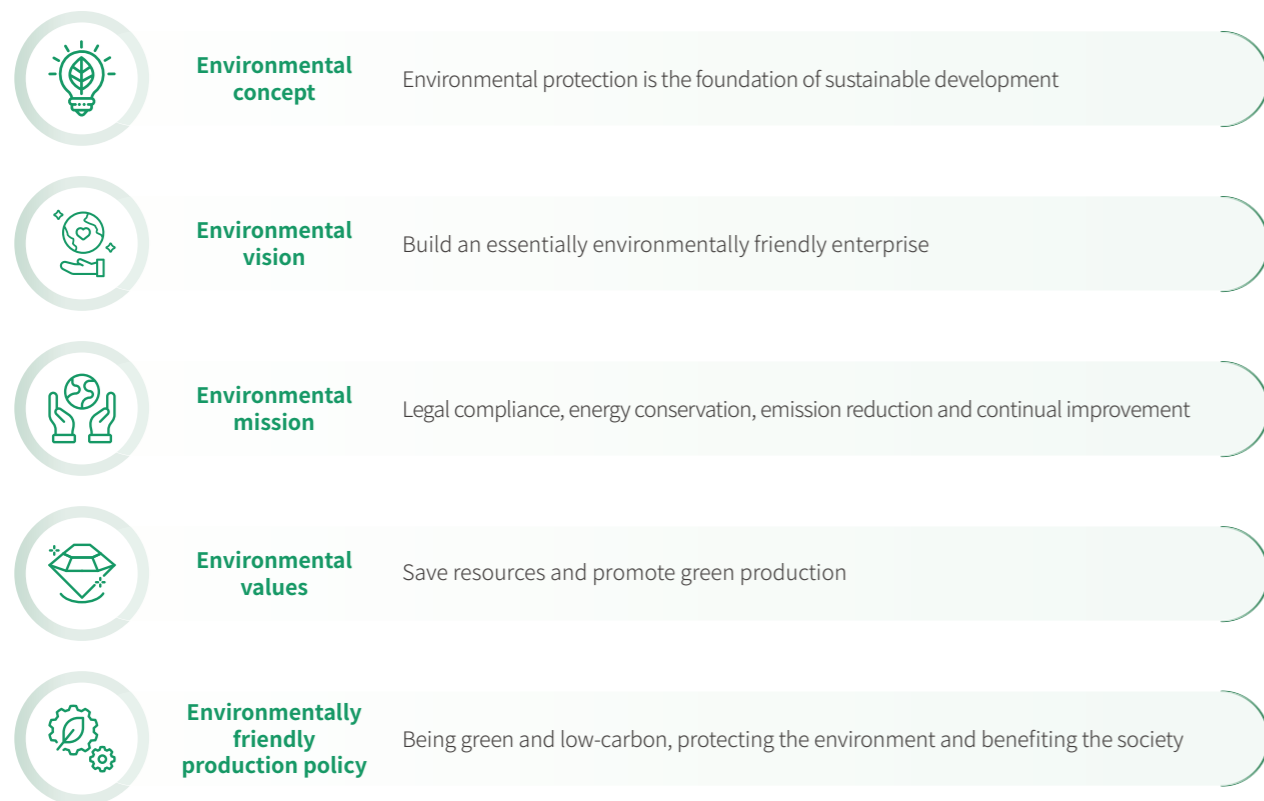 Environmental
concept
Environmental protection is the foundation of sustainable development
Environmental
vision
Build an essentially environmentally friendly enterprise
Environmental
mission
Legal compliance, energy conservation, emission reduction and continual improvement
Environmental
values
Save resources and promote green production
Environmentally
friendly
production policy
Being green and low-carbon, protecting the environment and benefiting the society